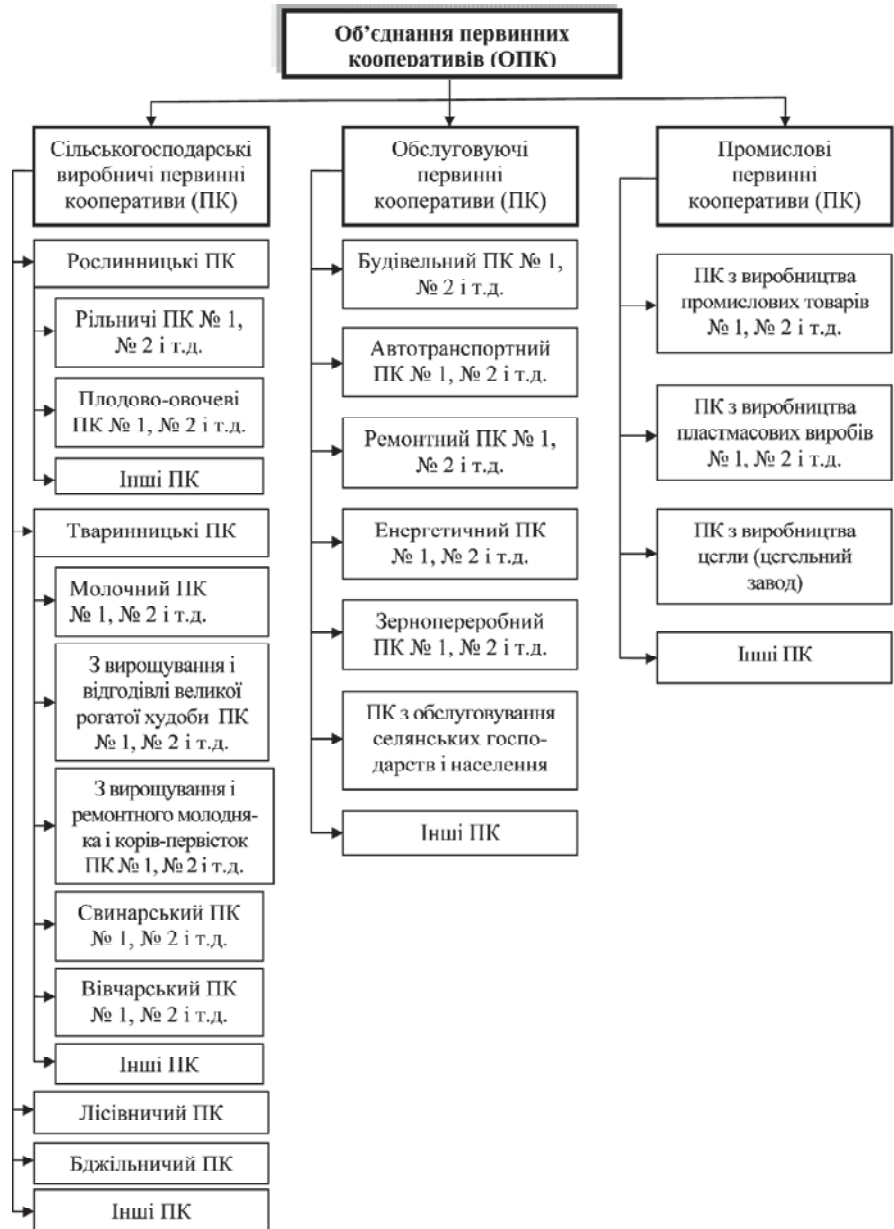 Об’єднання первинних
кооперативів (ОПК)
Сільськогосподарські
виробничі первинні
кооперативи (ПК)
Рослинницькі ПК
Рільничі ПК № 1,
№ 2 і т.д.
Плодово-овочеві
ПК № 1, № 2 і т.д.
Інші ПК
Тваринницькі ПК
Молочний ПК
№ 1, № 2 і т.д.
З вирощування і
відгодівлі великої
рогатої худоби ПК
№ 1, № 2 і т.д.
З вирощування і
ремонтного молодня-
ка і корів-первісток
ПК № 1, № 2 і т.д.
Свинарський ПК
№ 1, № 2 і т.д.
Вівчарський ПК
№ 1, № 2 і т.д.
Інші ПК
Лісівничий ПК
Бджільничий ПК
Інші ПК
Обслуговуючі
первинні
кооперативи (ПК)
Будівельний ПК № 1,
№ 2 і т.д.
Автотранспортний
ПК № 1, № 2 і т.д.
Ремонтний ПК № 1,
№ 2 і т.д.
Енергетичний ПК
№ 1, № 2 і т.д.
Зернопереробний
ПК № 1, № 2 і т.д.
ПК з обслуговування
селянських госпо-
дарств і населення
Інші ПК
Промислові
первинні
кооперативи (ПК)
ПК з виробництва
промислових товарів
№ 1, № 2 і т.д.
ПК з виробництва
пластмасових виробів
№ 1, № 2 і т.д.
ПК з виробництва
цегли (цегельний
завод)
Інші ПК